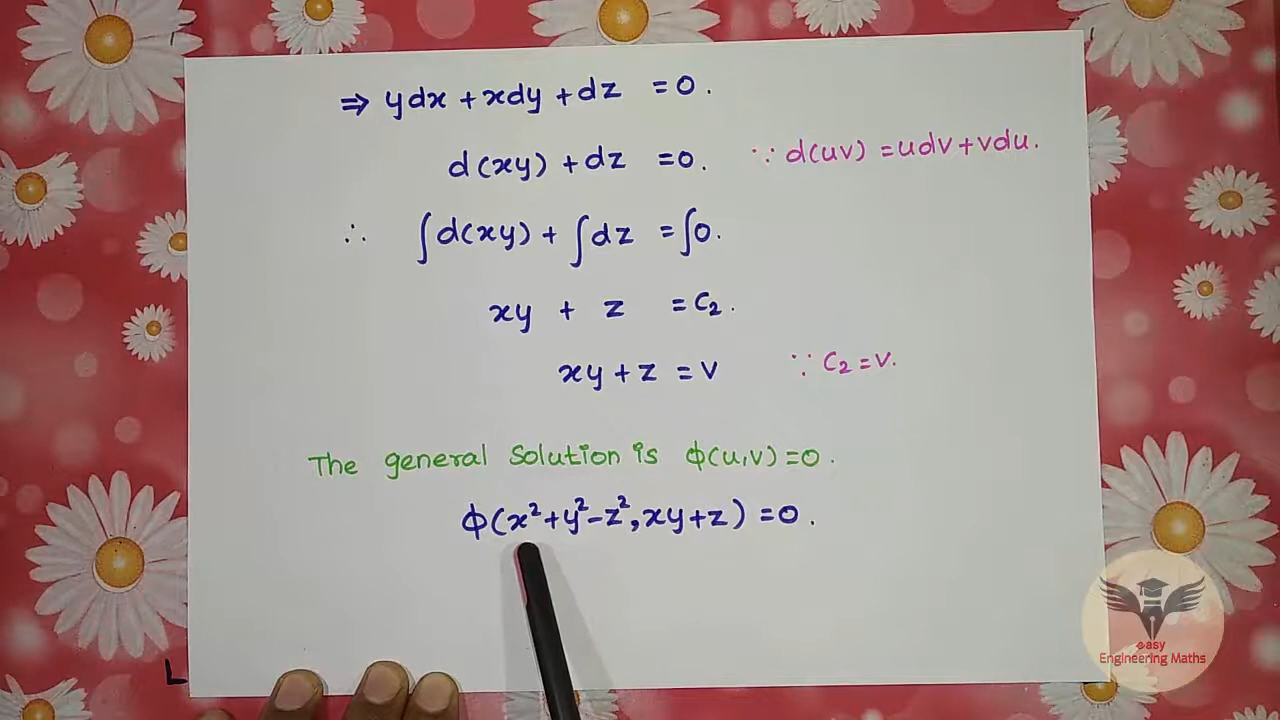 ⇒ ydx + xdy + dz = 0.
d(xy) + dz = 0. ∵ d(uv) = udv + vdu.
∴ ∫d(xy) + ∫dz = ∫0.
xy + z = C₂.
xy + z = v ∵ C₂ = v.
The general solution is ϕ(u,v) = 0.
ϕ(x² + y² - z², xy + z) = 0.
easy
Engineering Maths